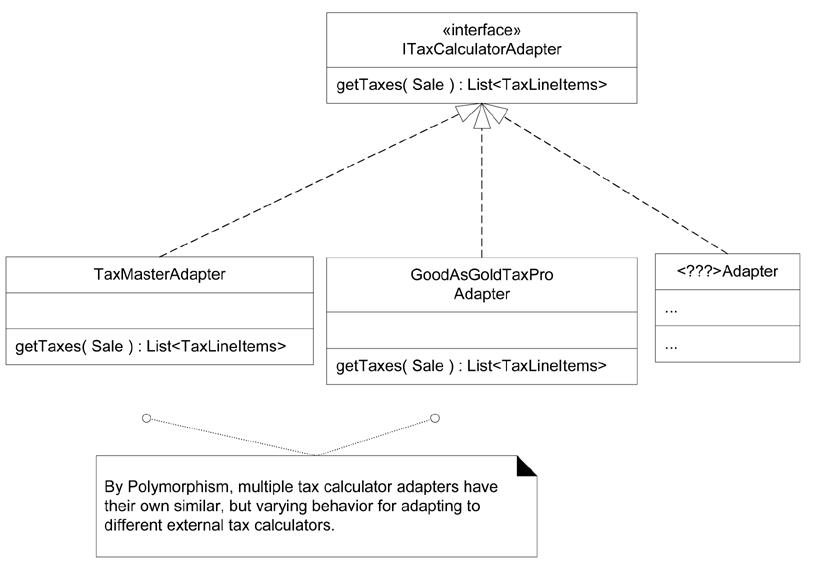 «interface»
ITaxCalculatorAdapter
getTaxes( Sale ) : List<TaxLineItems>
TaxMasterAdapter
getTaxes( Sale ) : List<TaxLineItems>
GoodAsGoldTaxPro
Adapter
getTaxes( Sale ) : List<TaxLineItems>
<???>Adapter
...
...
By Polymorphism, multiple tax calculator adapters have
their own similar, but varying behavior for adapting to
different external tax calculators.